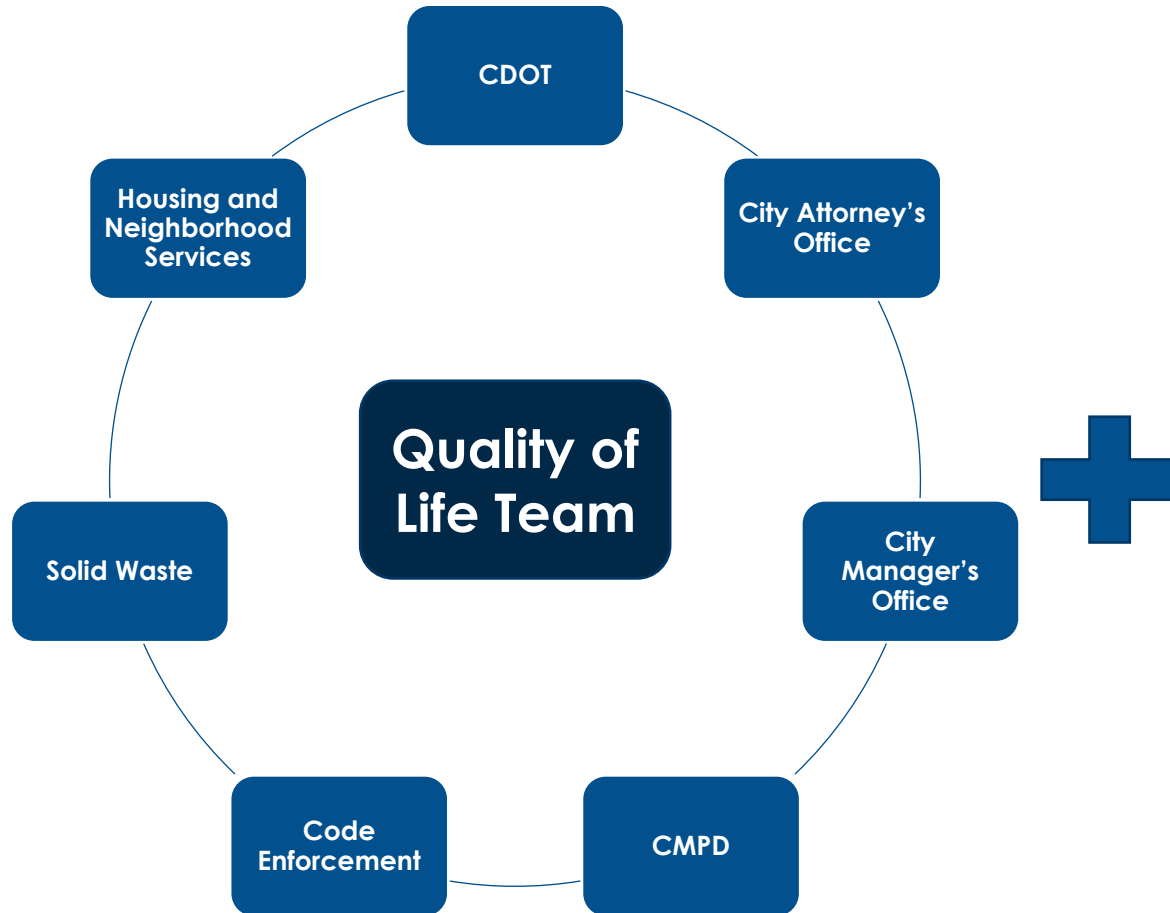 CDOT
Housing and
Neighborhood
Services
City Attorney’s
Office
Quality of
Life Team
Solid Waste
City
Manager’s
Office
Code
Enforcement
CMPD